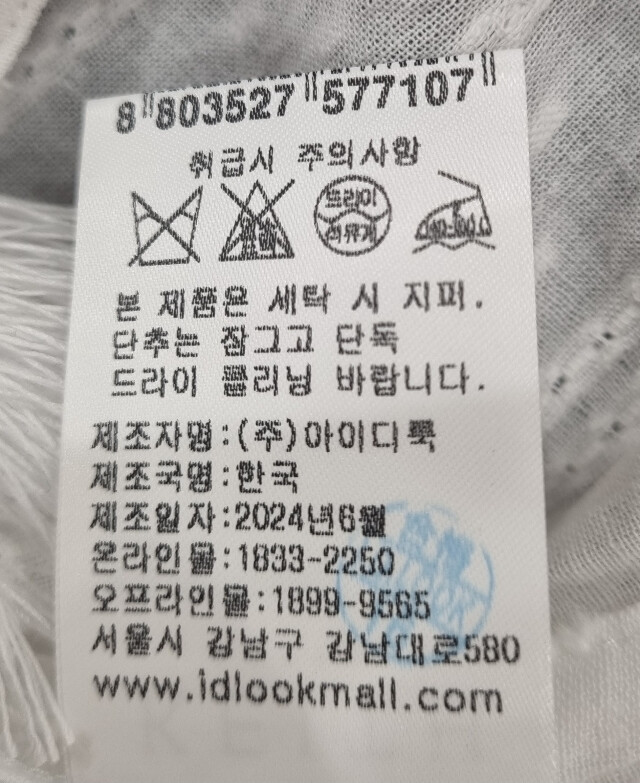 8 803527 577107
취급시 주의사항
드라이
석유계
본 제품은 세탁 시 지퍼.
단추는 잠그고 단독
드라이 클리닝 바랍니다.
제조자명:(주)아이디룩
제조국명:한국
제조일자:2024년6월
온라인몰:1833-2250
오프라인몰:1899-9565
서울시 강남구 강남대로580
www.idlookmall.com